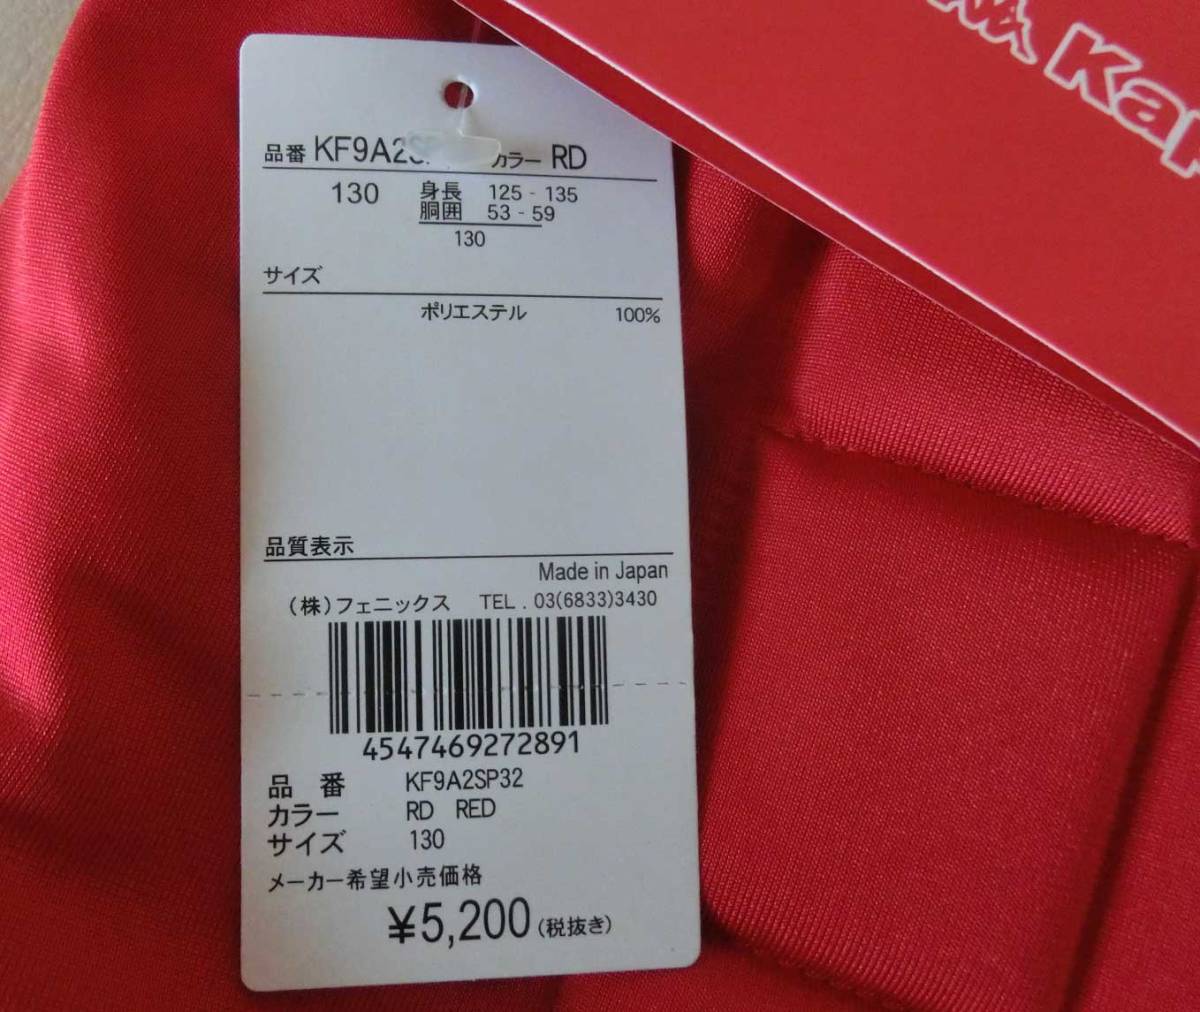 Kap
品番 カラー RD
130 身長 125 - 135
胴囲 53 - 59
130
サイズ
ポリエステル 100%
品質表示
Made in Japan
(株)フェニックス TEL . 03(6833)3430
4547469272891
品 番 KF9A2SP32
カラー RD RED
サイズ 130
メーカー希望小売価格
¥5,200(税抜き)